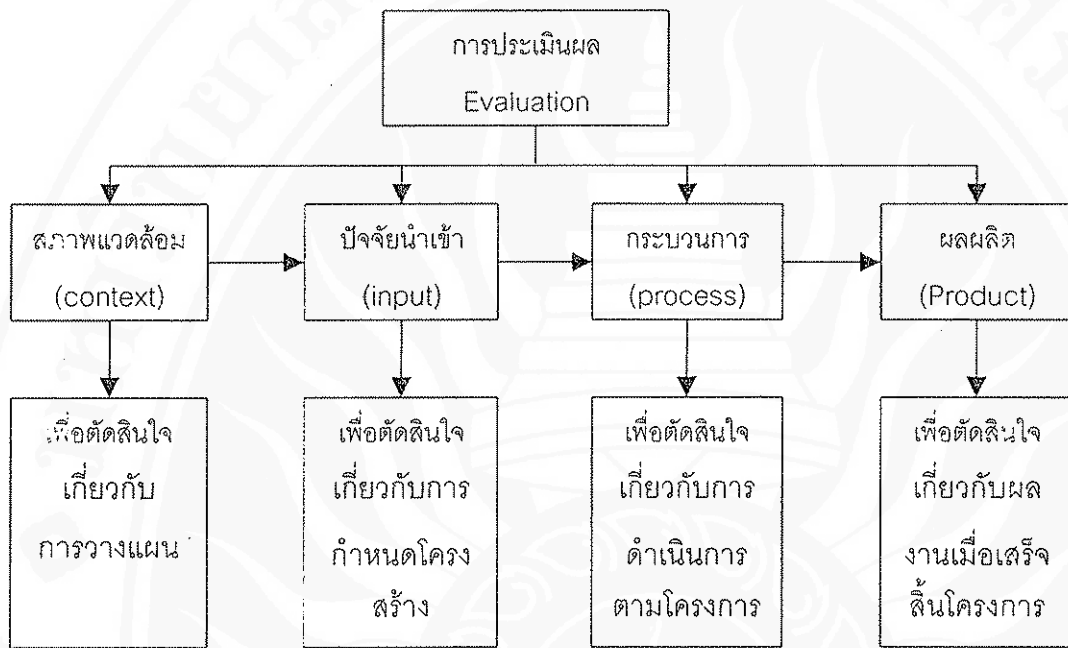 การประเมินผล
Evaluation
สภาพแวดล้อม
(context)
ปัจจัยนำเข้า
(input)
กระบวนการ
(process)
ผลผลิต
(Product)
เพื่อตัดสินใจ
เกี่ยวกับ
การวางแผน
เพื่อตัดสินใจ
เกี่ยวกับการ
กำหนดโครง
สร้าง
เพื่อตัดสินใจ
เกี่ยวกับการ
ดำเนินการ
ตามโครงการ
เพื่อตัดสินใจ
เกี่ยวกับผล
งานเมื่อเสร็จ
สิ้นโครงการ